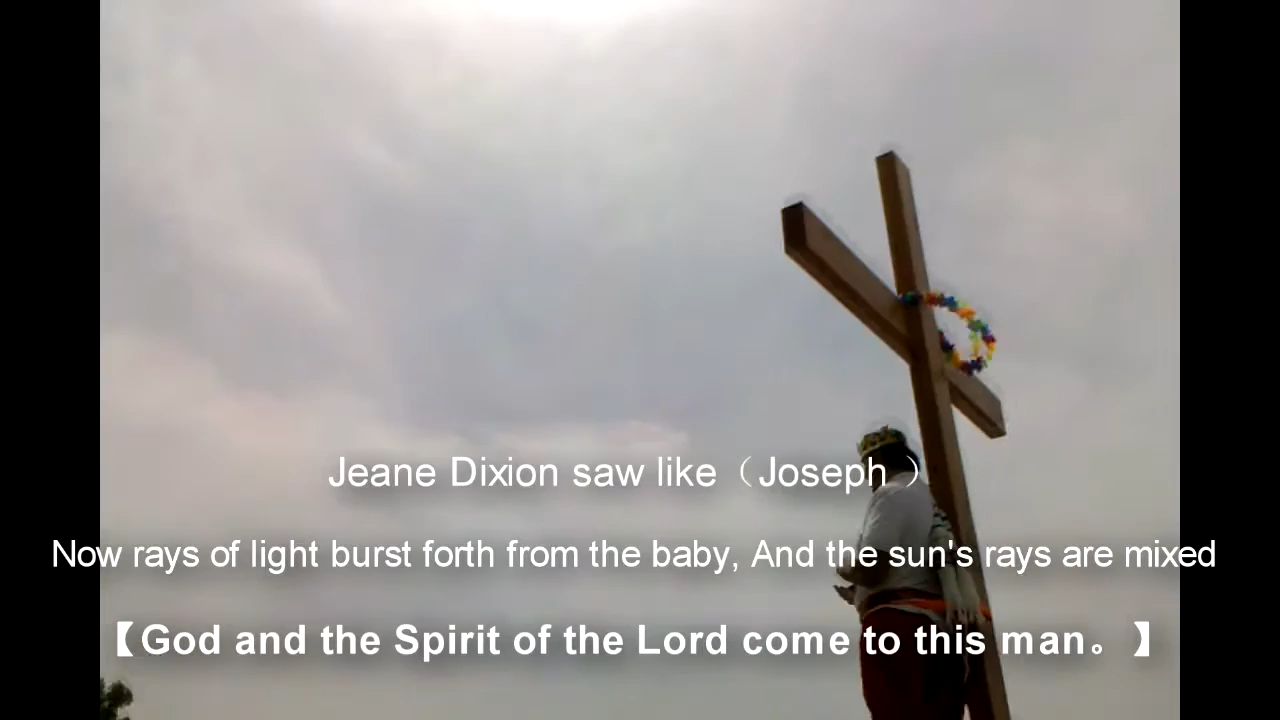 Jeane Dixion saw like（Joseph ）
Now rays of light burst forth from the baby, And the sun's rays are mixed
【God and the Spirit of the Lord come to this man。】